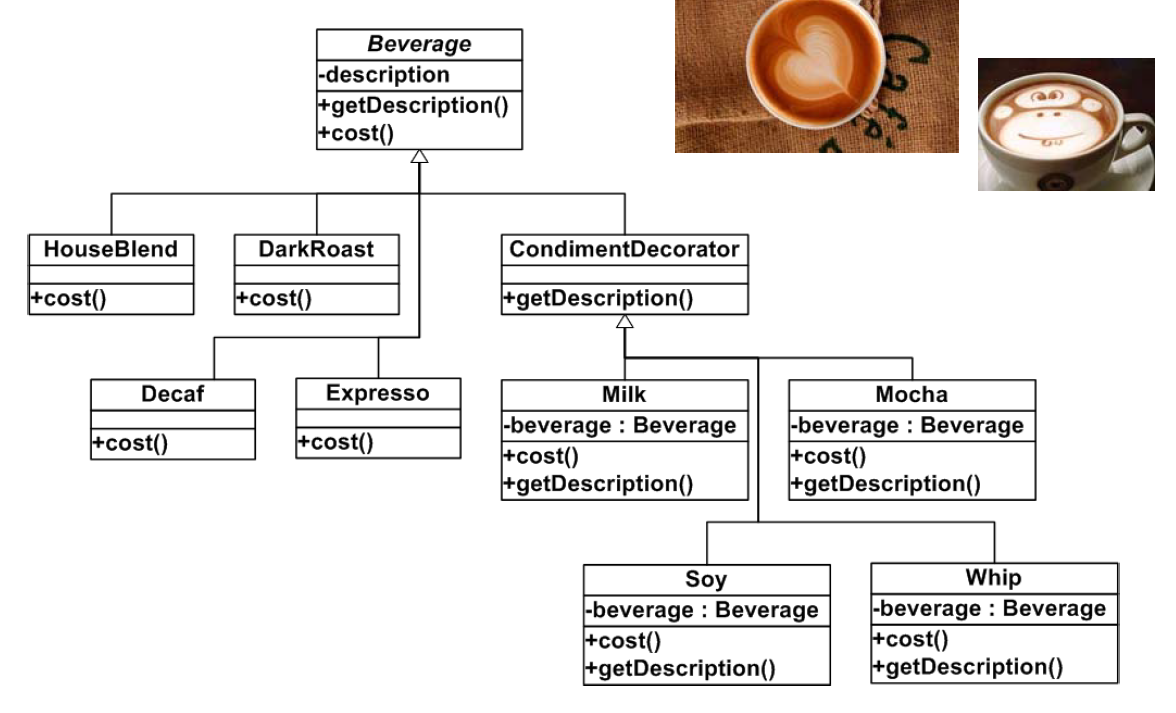 Beverage
-description
+getDescription()
+cost()
HouseBlend
+cost()
DarkRoast
+cost()
CondimentDecorator
+getDescription()
Decaf
+cost()
Expresso
+cost()
Milk
-beverage : Beverage
+cost()
+getDescription()
Mocha
-beverage : Beverage
+cost()
+getDescription()
Soy
-beverage : Beverage
+cost()
+getDescription()
Whip
-beverage : Beverage
+cost()
+getDescription()